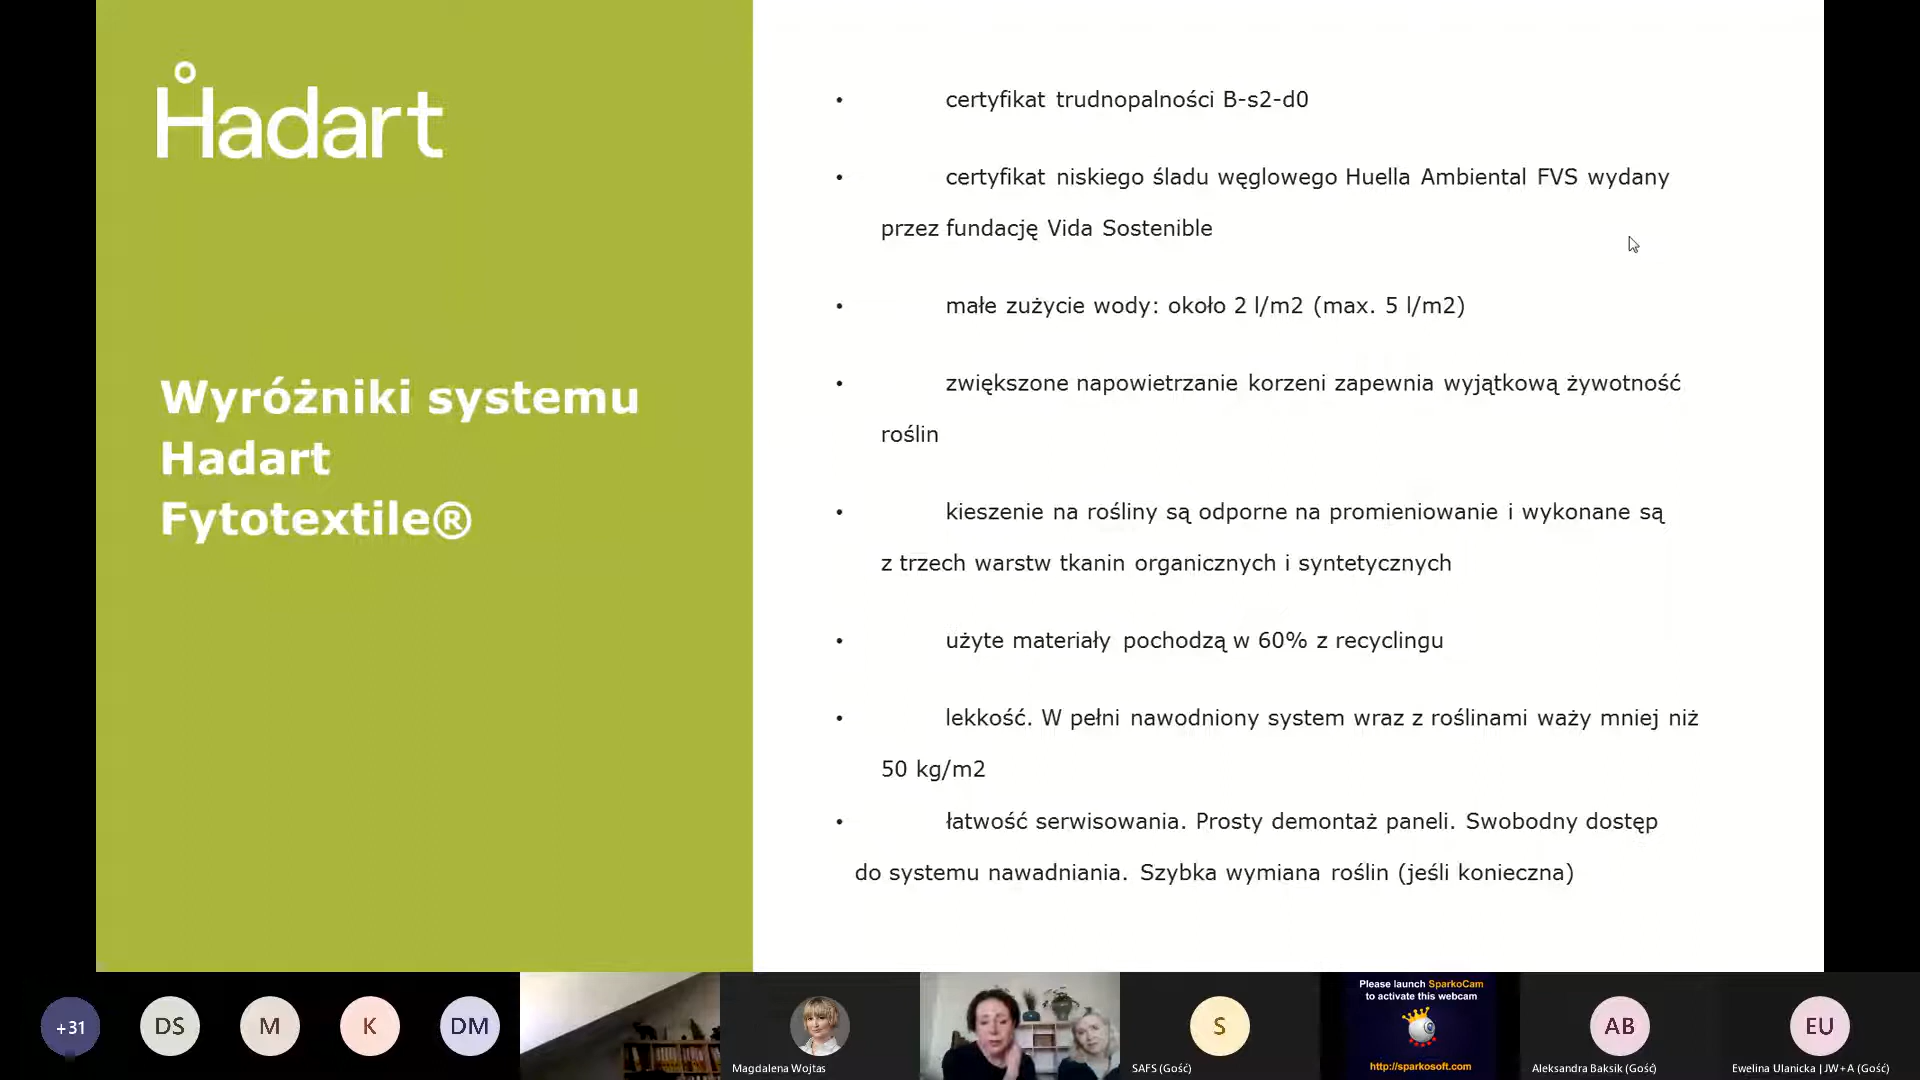 Hadart
Wyróżniki systemu
Hadart
Fytotextile®
• certyfikat trudnopalności B-s2-d0
• certyfikat niskiego śladu węglowego Huella Ambiental FVS wydany
przez fundację Vida Sostenible
• małe zużycie wody: około 2 l/m2 (max. 5 l/m2)
• zwiększone napowietrzanie korzeni zapewnia wyjątkową żywotność
roślin
• kieszenie na rośliny są odporne na promieniowanie i wykonane są
z trzech warstw tkanin organicznych i syntetycznych
• użyte materiały pochodzą w 60% z recyclingu
• lekkość. W pełni nawodniony system wraz z roślinami waży mniej niż
50 kg/m2
• łatwość serwisowania. Prosty demontaż paneli. Swobodny dostęp
do systemu nawadniania. Szybka wymiana roślin (jeśli konieczna)
+31
DS
M
K
DM
Magdalena Wojtas
S
SAFS (Gość)
Please launch SparkoCam
to activate this webcam
http://sparkosoft.com
AB
Aleksandra Baksik (Gość)
EU
Ewelina Ulanicka | JW+A (Gość)